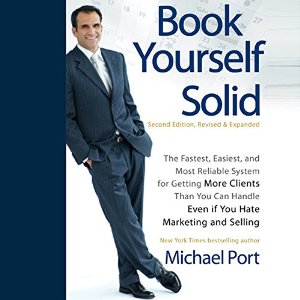 Book
Yourself
Solid
Second Edition, Revised & Expanded
The Fastest, Easiest, and
Most Reliable System
for Getting More Clients
Than You Can Handle
Even if You Hate
Marketing and Selling
New York Times bestselling author
Michael Port